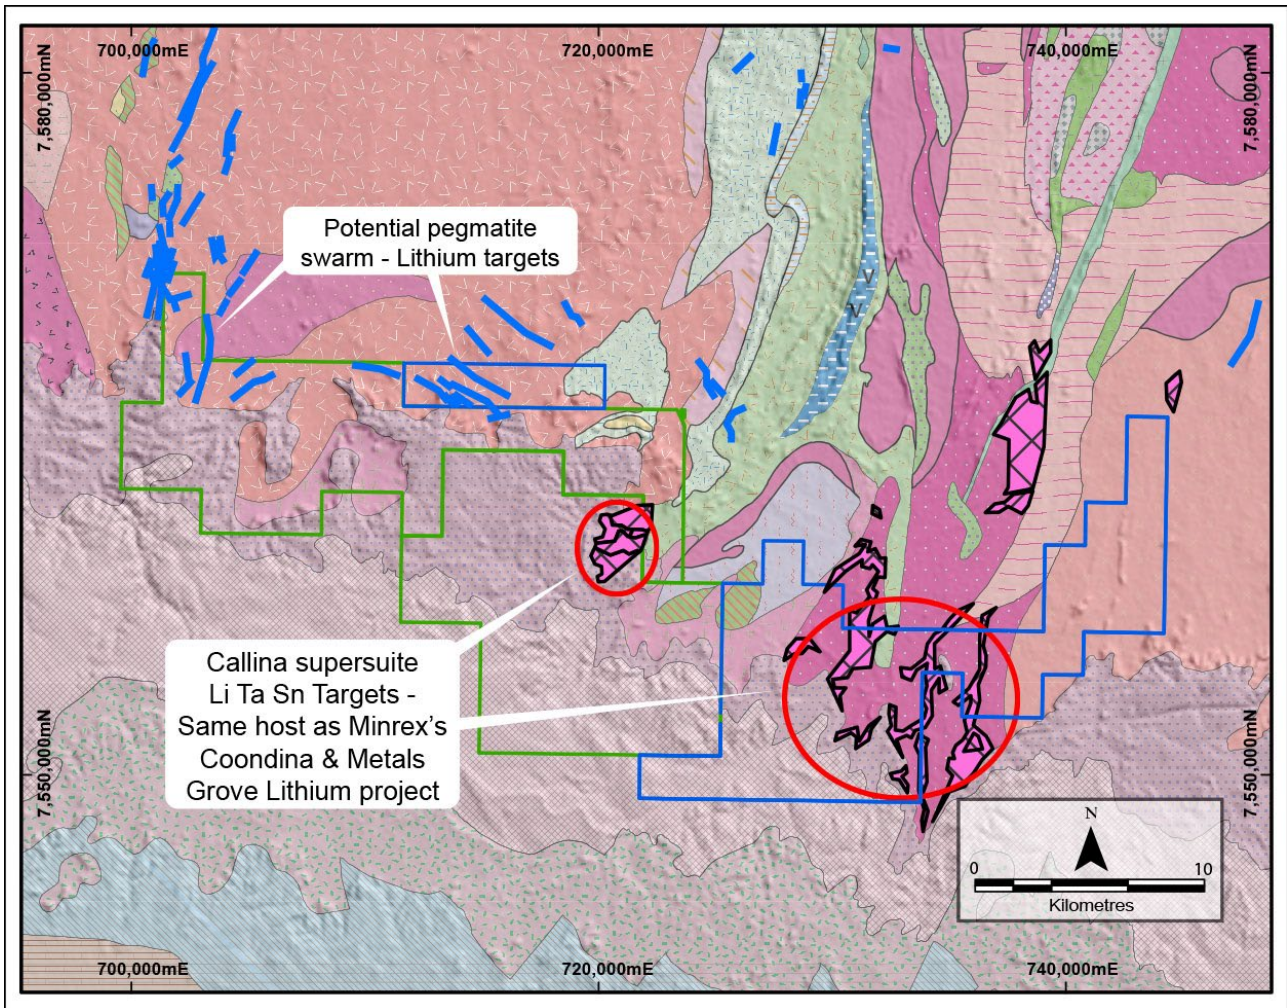 700,000mE
720,000mE
740,000mE
7,580,000mN
7,580,000mN
Potential pegmatite
swarm - Lithium targets
V
V
Callina supersuite
Li Ta Sn Targets -
Same host as Minrex's
Coondina & Metals
Grove Lithium project
7,550,000mN
7,550,000mN
N
0
10
Kilometres
700,000mE
720,000mE
740,000mE